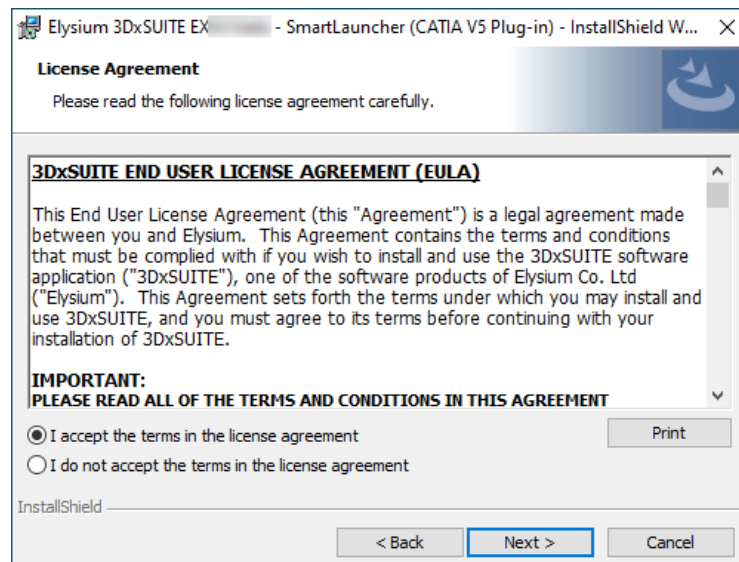 Elysium 3DxSUITE EX - SmartLauncher (CATIA V5 Plug-in) - InstallShield W...
License Agreement
Please read the following license agreement carefully.
3DxSUITE END USER LICENSE AGREEMENT (EULA)
This End User License Agreement (this "Agreement") is a legal agreement made
between you and Elysium.  This Agreement contains the terms and conditions
that must be complied with if you wish to install and use the 3DxSUITE software
application ("3DxSUITE"), one of the software products of Elysium Co. Ltd
("Elysium").  This Agreement sets forth the terms under which you may install and
use 3DxSUITE, and you must agree to its terms before continuing with your
installation of 3DxSUITE.
IMPORTANT:
PLEASE READ ALL OF THE TERMS AND CONDITIONS IN THIS AGREEMENT
I accept the terms in the license agreement
Print
I do not accept the terms in the license agreement
InstallShield
< Back
Next >
Cancel